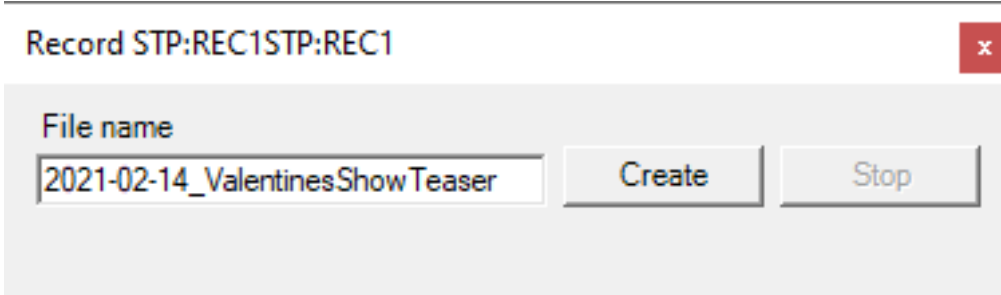 Record STP:REC1STP:REC1
x
File name
2021-02-14_ValentinesShowTeaser
Create
Stop